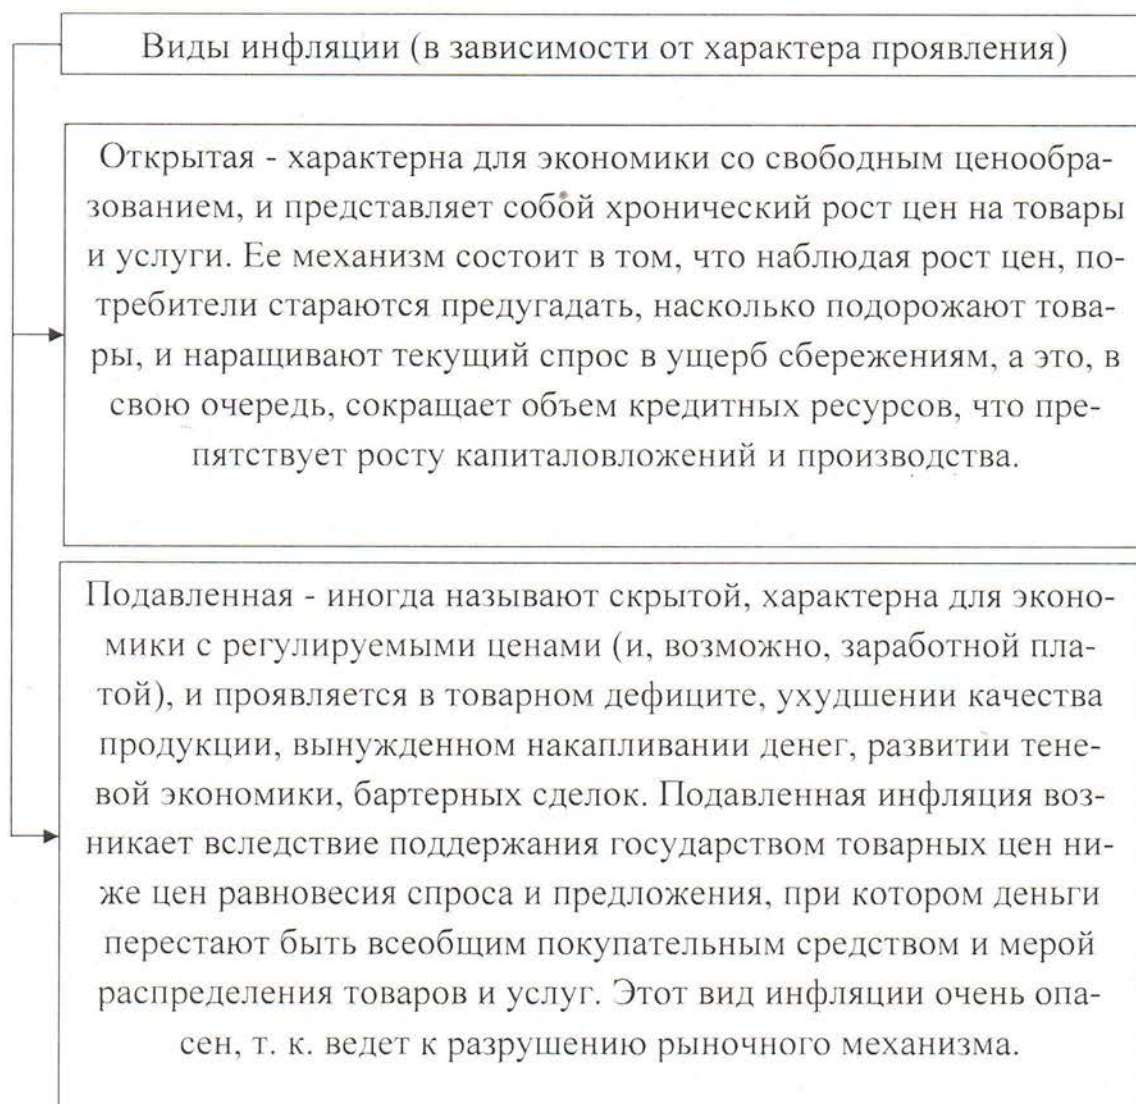 Виды инфляции (в зависимости от характера проявления)
Открытая - характерна для экономики со свободным ценообра-
зованием, и представляет собой хронический рост цен на товары
и услуги. Ее механизм состоит в том, что наблюдая рост цен, по-
требители стараются предугадать, насколько подорожают това-
ры, и наращивают текущий спрос в ущерб сбережениям, а это, в
свою очередь, сокращает объем кредитных ресурсов, что пре-
пятствует росту капиталовложений и производства.
Подавленная - иногда называют скрытой, характерна для эконо-
мики с регулируемыми ценами (и, возможно, заработной пла-
той), и проявляется в товарном дефиците, ухудшении качества
продукции, вынужденном накапливании денег, развитии тене-
вой экономики, бартерных сделок. Подавленная инфляция воз-
никает вследствие поддержания государством товарных цен ни-
же цен равновесия спроса и предложения, при котором деньги
перестают быть всеобщим покупательным средством и мерой
распределения товаров и услуг. Этот вид инфляции очень опа-
сен, т. к. ведет к разрушению рыночного механизма.